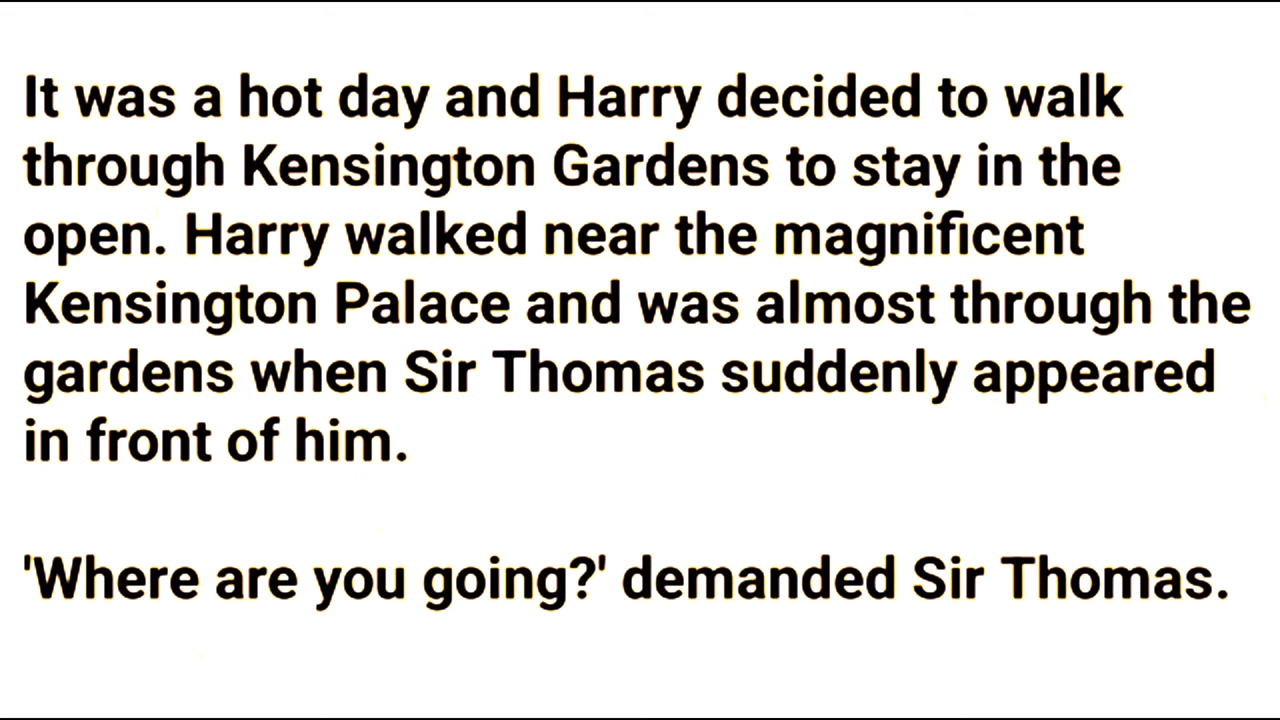 It was a hot day and Harry decided to walk
through Kensington Gardens to stay in the
open. Harry walked near the magnificent
Kensington Palace and was almost through the
gardens when Sir Thomas suddenly appeared
in front of him.
'Where are you going?' demanded Sir Thomas.